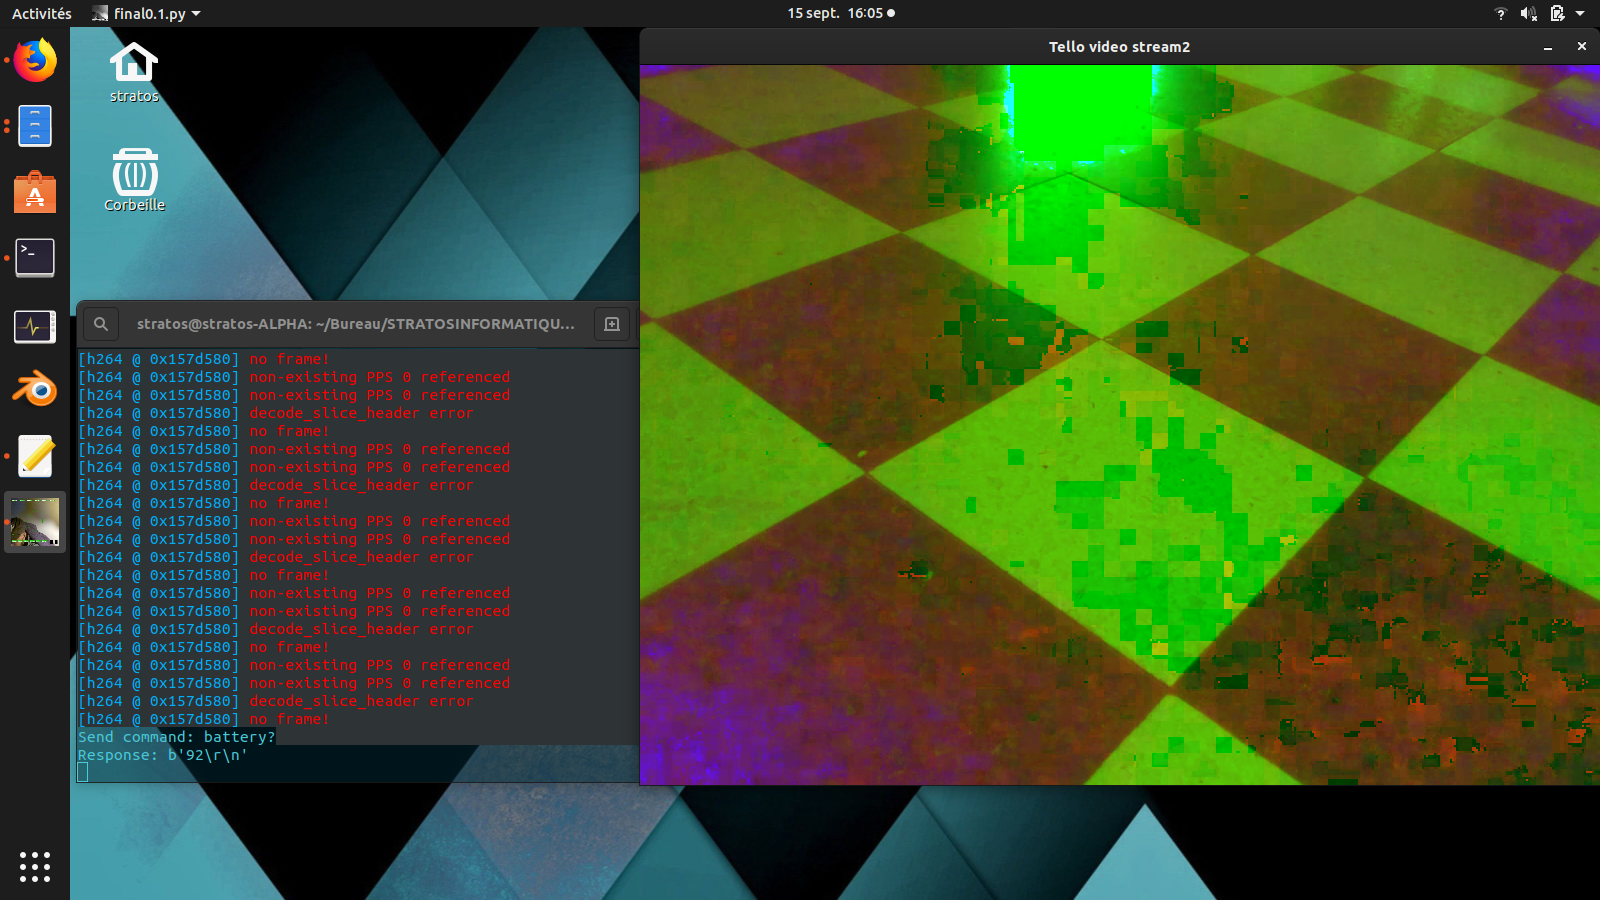 Activités final0.1.py 15 sept. 16:05
stratos
Corbeille
Tello video stream2
stratos@stratos-ALPHA: ~/Bureau/STRATOSINFORMATIQU...
[h264 @ 0x157d580] no frame!
[h264 @ 0x157d580] non-existing PPS 0 referenced
[h264 @ 0x157d580] non-existing PPS 0 referenced
[h264 @ 0x157d580] decode_slice_header error
[h264 @ 0x157d580] no frame!
[h264 @ 0x157d580] non-existing PPS 0 referenced
[h264 @ 0x157d580] non-existing PPS 0 referenced
[h264 @ 0x157d580] decode_slice_header error
[h264 @ 0x157d580] no frame!
[h264 @ 0x157d580] non-existing PPS 0 referenced
[h264 @ 0x157d580] non-existing PPS 0 referenced
[h264 @ 0x157d580] decode_slice_header error
[h264 @ 0x157d580] no frame!
[h264 @ 0x157d580] non-existing PPS 0 referenced
[h264 @ 0x157d580] non-existing PPS 0 referenced
[h264 @ 0x157d580] decode_slice_header error
[h264 @ 0x157d580] no frame!
[h264 @ 0x157d580] non-existing PPS 0 referenced
[h264 @ 0x157d580] non-existing PPS 0 referenced
[h264 @ 0x157d580] decode_slice_header error
[h264 @ 0x157d580] no frame!
Send command: battery?
Response: b'92\r\n'